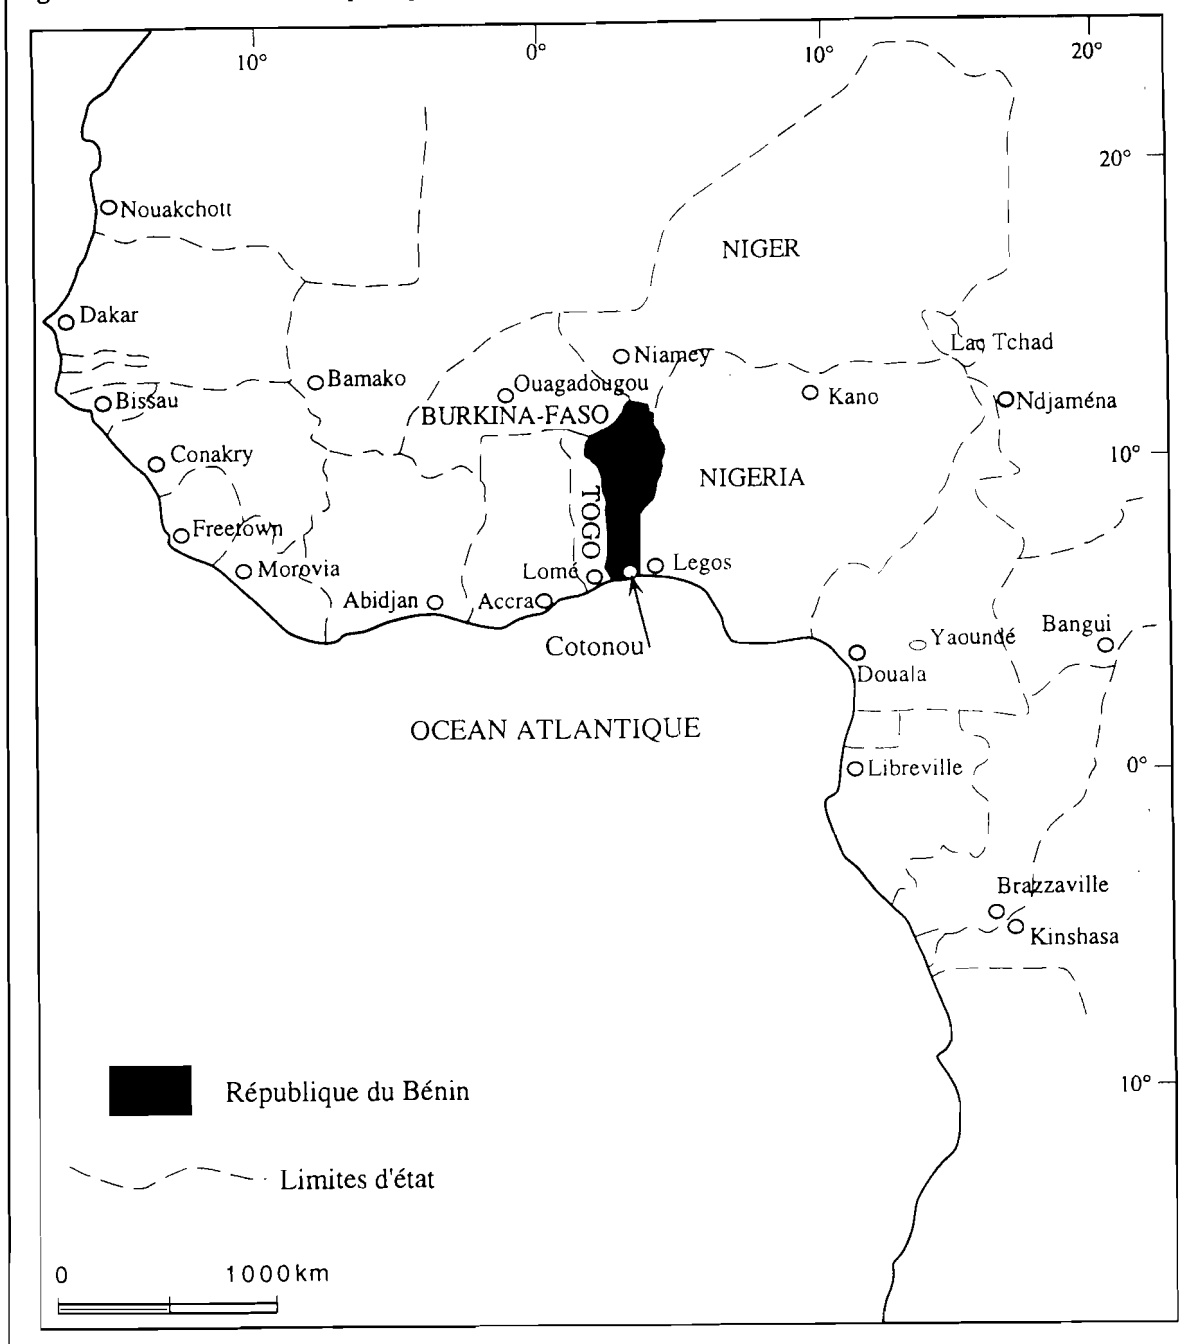 10°
0°
10°
20°
20°
Nouakchott
NIGER
Dakar
Lac Tchad
Niamey
Bamako
Ouagadougou
Kano
Ndjaména
Bissau
BURKINA-FASO
Conakry
10°
NIGERIA
TOGO
Freetown
Lomé
Legos
Morovia
Abidjan
Accra
Bangui
Yaoundé
Cotonou
Douala
OCEAN ATLANTIQUE
Libreville
0°
Brazzaville
Kinshasa
10°
République du Bénin
Limites d'état
0
1000km